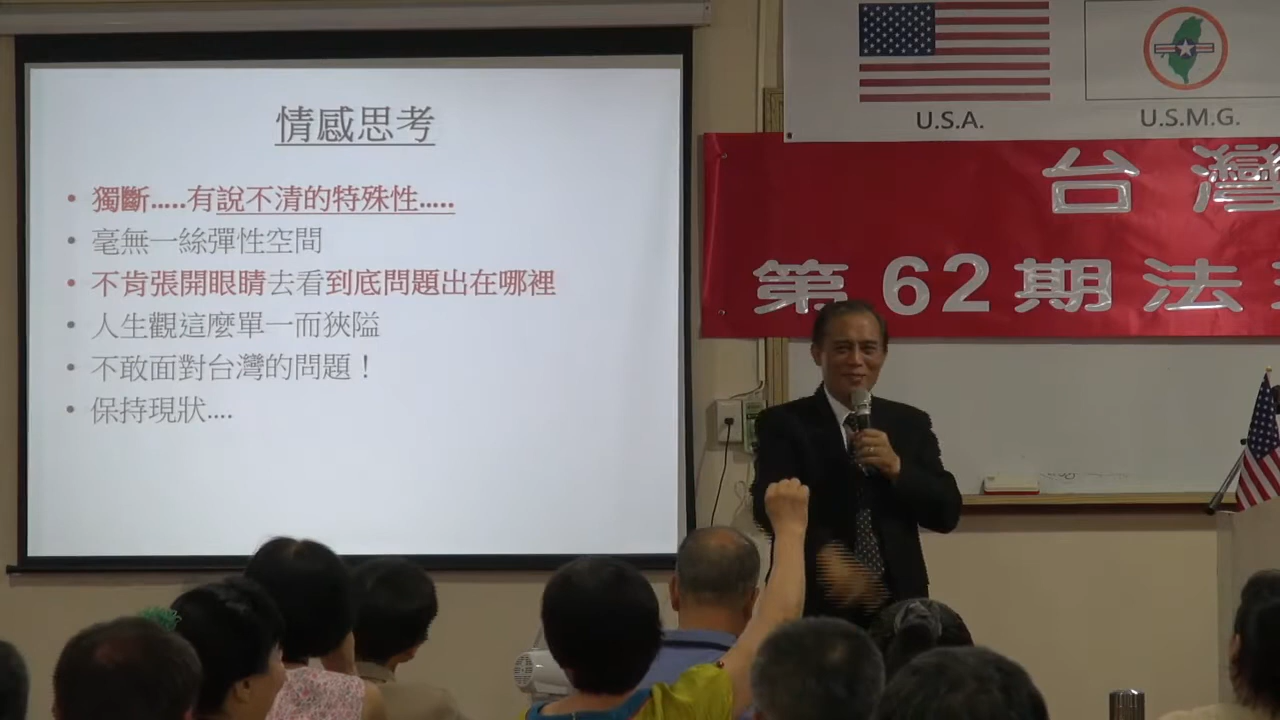 情感思考
• 獨斷.....有說不清的特殊性.....
• 毫無一絲彈性空間
• 不肯張開眼睛去看到底問題出在哪裡
• 人生觀這麼單一而狹隘
• 不敢面對台灣的問題！
• 保持現狀....
U.S.A.
U.S.M.G.
台灣
第62期法